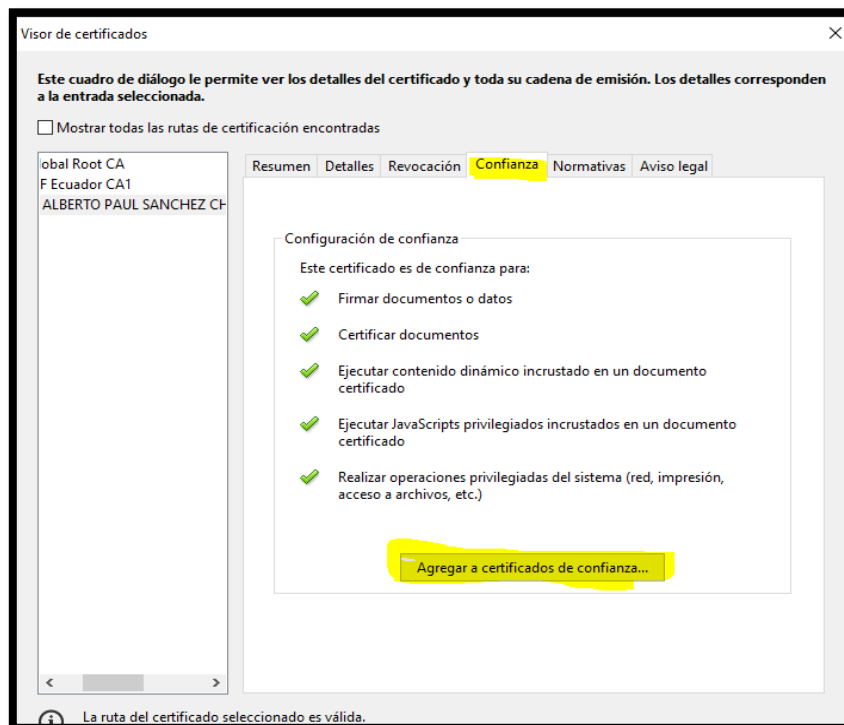 Visor de certificados
Este cuadro de diálogo le permite ver los detalles del certificado y toda su cadena de emisión. Los detalles corresponden
a la entrada seleccionada.
Mostrar todas las rutas de certificación encontradas
obal Root CA
F Ecuador CA1
ALBERTO PAUL SANCHEZ CH
Resumen Detalles Revocación Confianza Normativas Aviso legal
Configuración de confianza
Este certificado es de confianza para:
Firmar documentos o datos
Certificar documentos
Ejecutar contenido dinámico incrustado en un documento
certificado
Ejecutar JavaScripts privilegiados incrustados en un documento
certificado
Realizar operaciones privilegiadas del sistema (red, impresión,
acceso a archivos, etc.)
Agregar a certificados de confianza...
La ruta del certificado seleccionado es válida.